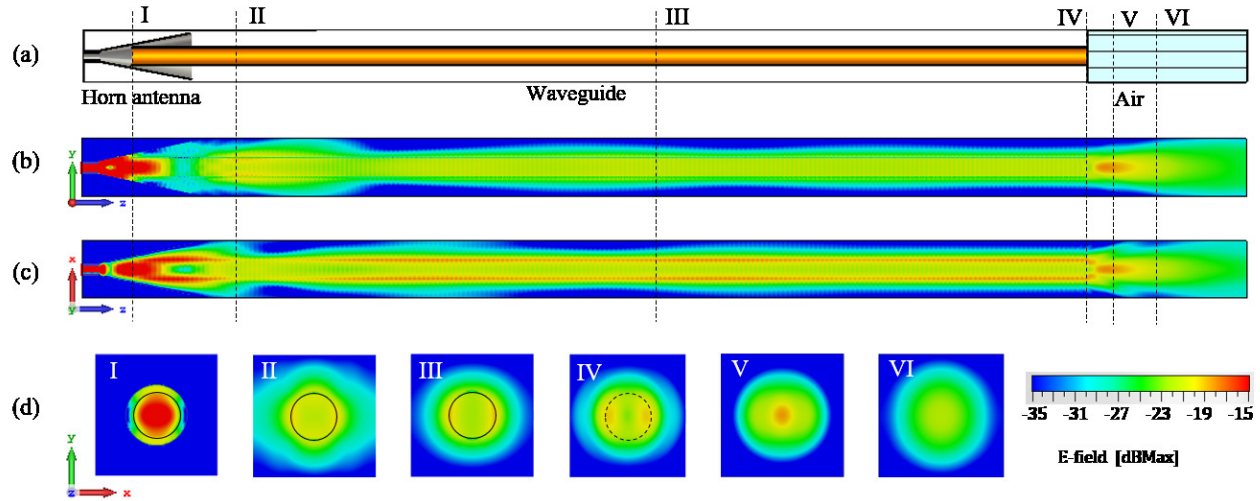 I II III IV V VI
(a)
Horn antenna Waveguide Air
(b)
y
z
(c)
x
y z
I II III IV V VI
(d)
y
z x
-35 -31 -27 -23 -19 -15
E-field [dBMax]